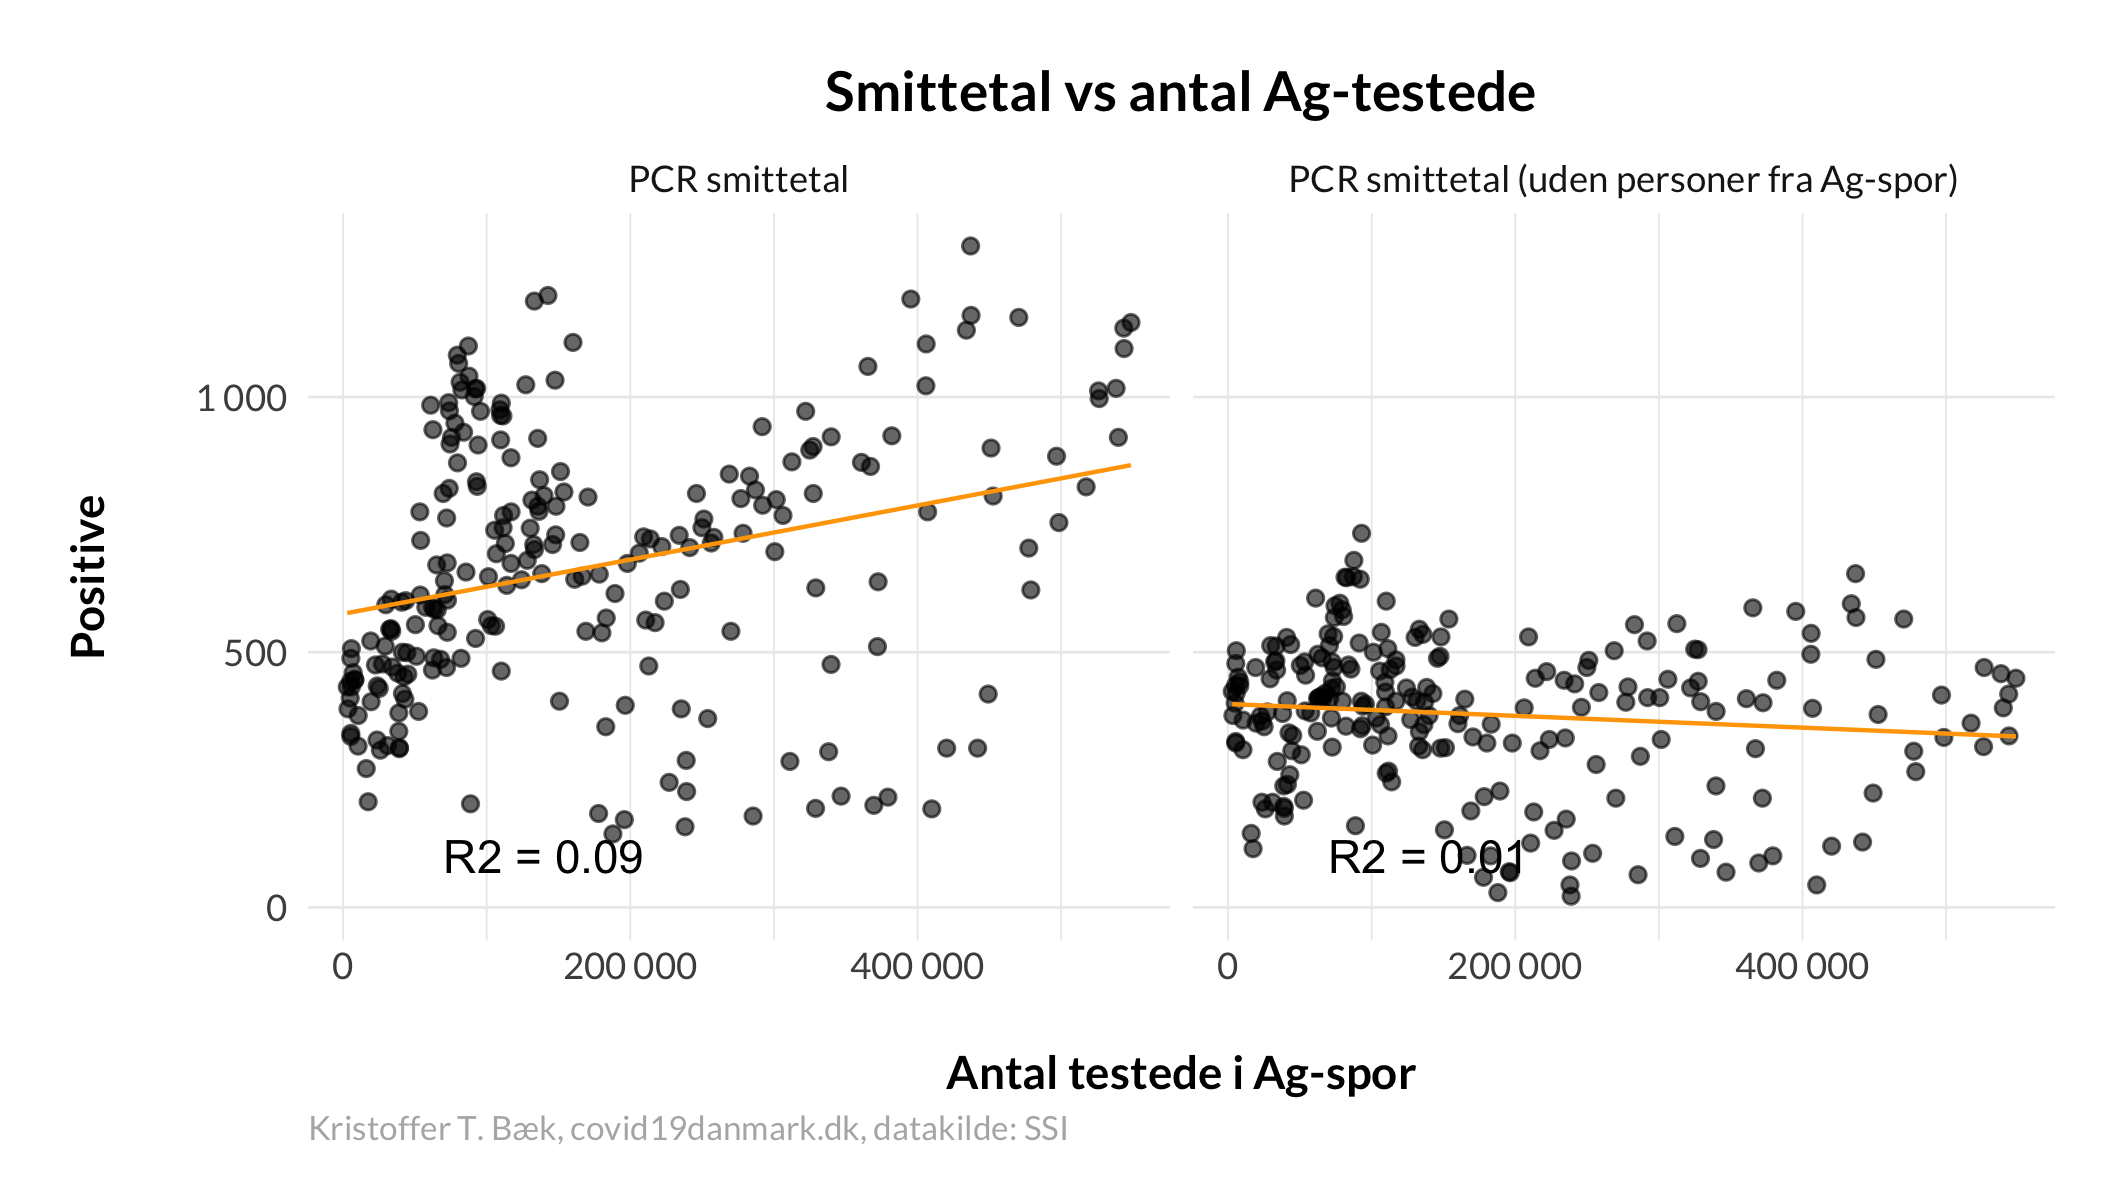 Smittetal vs antal Ag-testede
PCR smittetal
PCR smittetal (uden personer fra Ag-spor)
Positive
1 000
500
0
R2 = 0.09
R2 = 0.01
0
200 000
400 000
0
200 000
400 000
Antal testede i Ag-spor
Kristoffer T. Bæk, covid19danmark.dk, datakilde: SSI